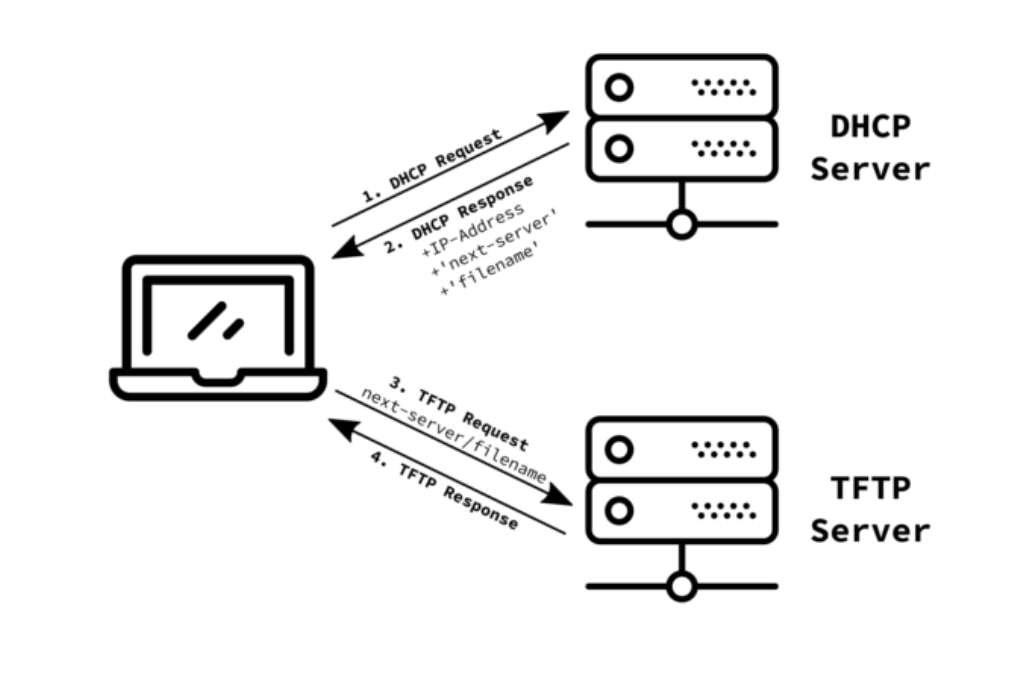 1. DHCP Request
2. DHCP Response
+IP-Address
+'next-server'
+'filename'
DHCP
Server
3. TFTP Request
next-server/filename
4. TFTP Response
TFTP
Server